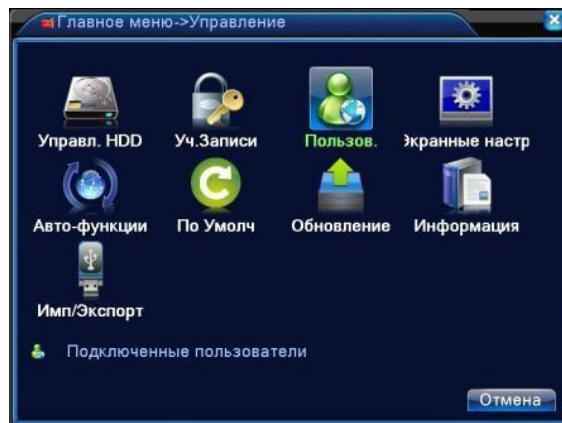 Главное меню->Управление
Управл. HDD Уч.Записи Пользов. Экранные настр
Авто-функции По Умолч Обновление Информация
Имп/Экспорт
Подключенные пользователи
Отмена